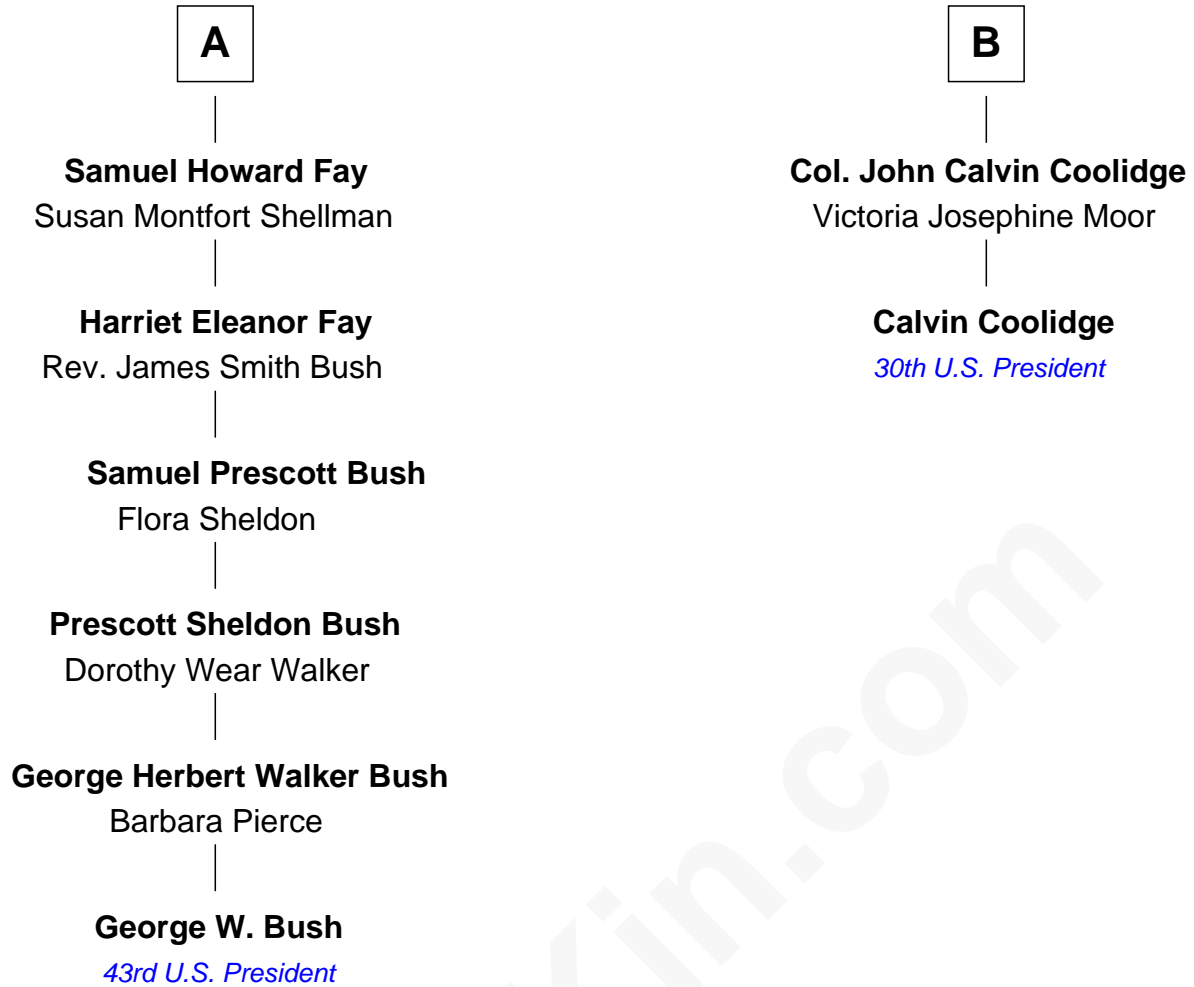 A
Samuel Howard Fay
Susan Montfort Shellman
Harriet Eleanor Fay
Rev. James Smith Bush
Samuel Prescott Bush
Flora Sheldon
Prescott Sheldon Bush
Dorothy Wear Walker
George Herbert Walker Bush
Barbara Pierce
George W. Bush
43rd U.S. President
B
Col. John Calvin Coolidge
Victoria Josephine Moor
Calvin Coolidge
30th U.S. President
Kin.com